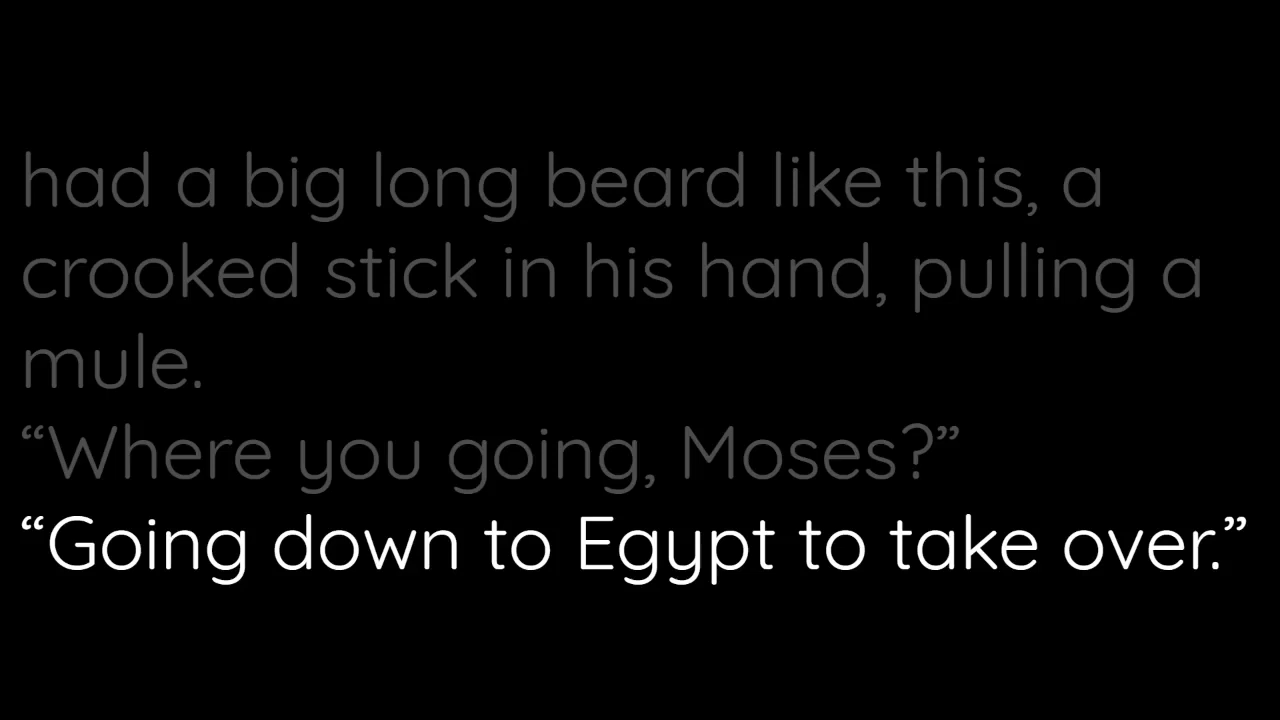 had a big long beard like this, a
crooked stick in his hand, pulling a
mule.
“Where you going, Moses?”
“Going down to Egypt to take over.”